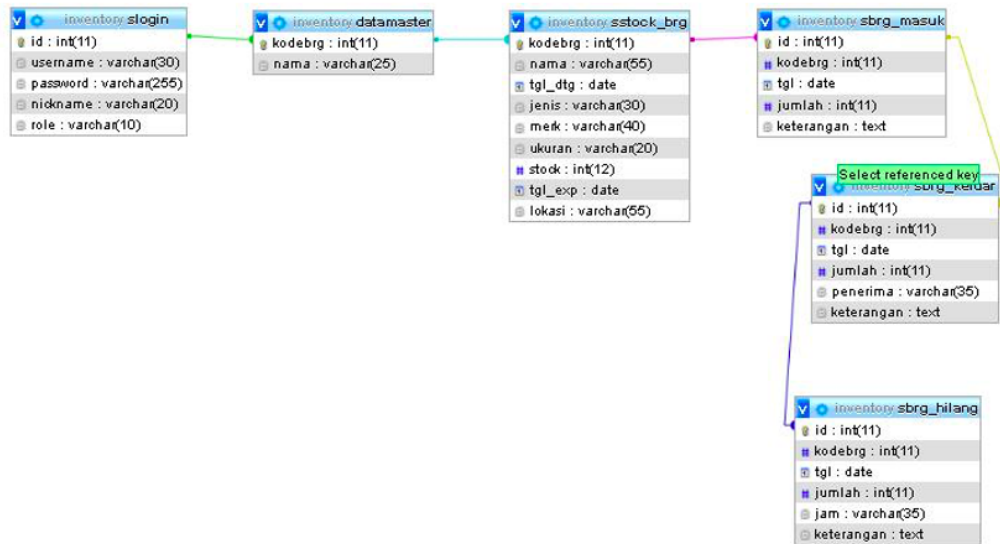 inventory slogin
id : int(11)
username : varchar(30)
password : varchar(255)
nickname : varchar(20)
role : varchar(10)
inventory datamaster
kodebrg : int(11)
nama : varchar(25)
inventory sstock_brg
kodebrg : int(11)
nama : varchar(55)
tgl_dtg : date
jenis : varchar(30)
merk : varchar(40)
ukuran : varchar(20)
# stock : int(12)
tgl_exp : date
lokasi : varchar(55)
inventory sbrg_masuk
id : int(11)
# kodebrg : int(11)
tgl : date
# jumlah : int(11)
keterangan : text
Select referenced key
inventory sbrg_keluar
id : int(11)
# kodebrg : int(11)
tgl : date
# jumlah : int(11)
penerima : varchar(35)
keterangan : text
inventory sbrg_hilang
id : int(11)
# kodebrg : int(11)
tgl : date
# jumlah : int(11)
jam : varchar(35)
keterangan : text